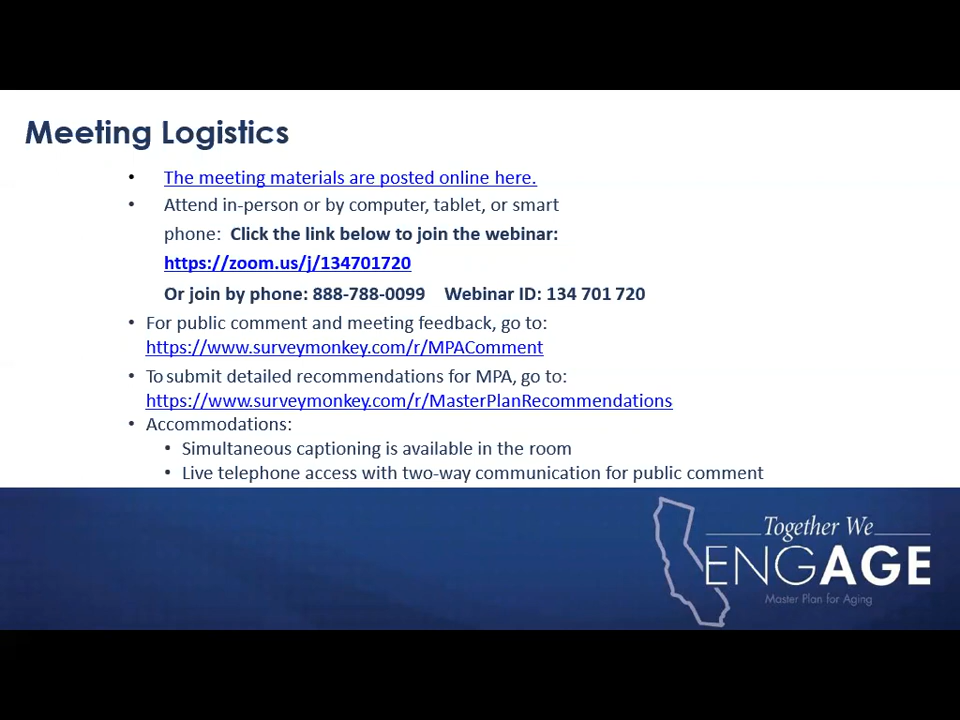 Meeting Logistics
• The meeting materials are posted online here.
• Attend in-person or by computer, tablet, or smart
phone: Click the link below to join the webinar:
https://zoom.us/j/134701720
Or join by phone: 888-788-0099 Webinar ID: 134 701 720
• For public comment and meeting feedback, go to:
https://www.surveymonkey.com/r/MPAComment
• To submit detailed recommendations for MPA, go to:
https://www.surveymonkey.com/r/MasterPlanRecommendations
• Accommodations:
• Simultaneous captioning is available in the room
• Live telephone access with two-way communication for public comment
Together We
ENGAGE
Master Plan for Aging